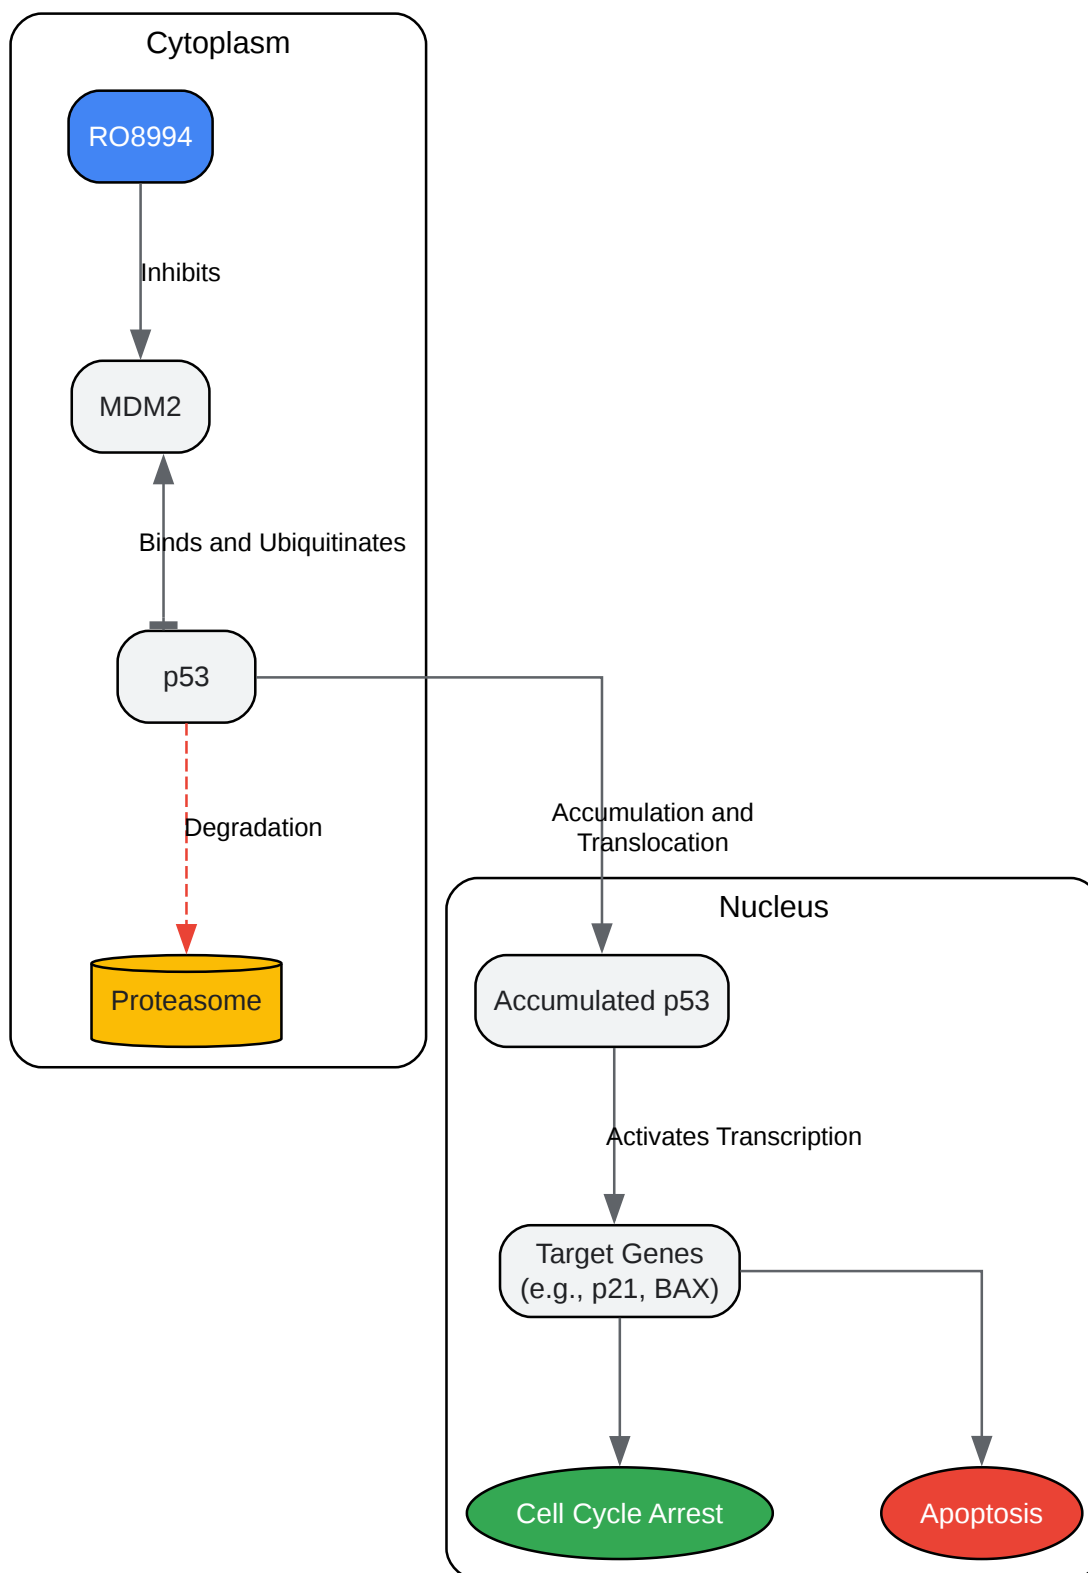 Cytoplasm
RO8994
Inhibits
MDM2
Binds and Ubiquitinates
p53
Degradation
Proteasome
Accumulation and
Translocation
Nucleus
Accumulated p53
Activates Transcription
Target Genes
(e.g., p21, BAX)
Cell Cycle Arrest
Apoptosis